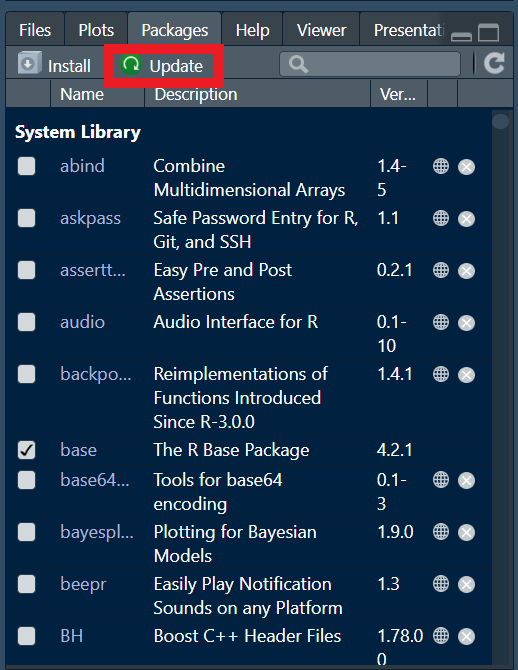 Files Plots Packages Help Viewer Presentati
Install Update
Name Description Ver...
System Library
abind Combine 1.4-
Multidimensional Arrays 5
askpass Safe Password Entry for R, 1.1
Git, and SSH
assertt... Easy Pre and Post 0.2.1
Assertions
audio Audio Interface for R 0.1-
10
backpo... Reimplementations of 1.4.1
Functions Introduced
Since R-3.0.0
base The R Base Package 4.2.1
base64... Tools for base64 0.1-
encoding 3
bayespl... Plotting for Bayesian 1.9.0
Models
beepr Easily Play Notification 1.3
Sounds on any Platform
BH Boost C++ Header Files 1.78.0
0